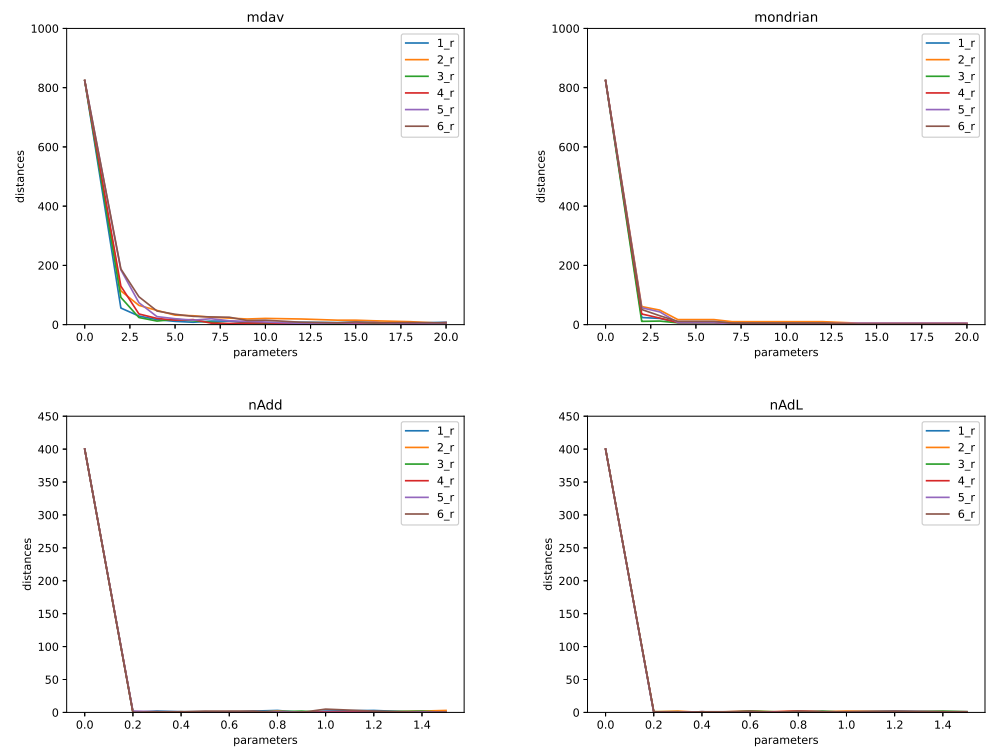 mdav
1000
800
600
400
200
0
distances
0.0 2.5 5.0 7.5 10.0 12.5 15.0 17.5 20.0
parameters
1_r
2_r
3_r
4_r
5_r
6_r
mondrian
1000
800
600
400
200
0
distances
0.0 2.5 5.0 7.5 10.0 12.5 15.0 17.5 20.0
parameters
1_r
2_r
3_r
4_r
5_r
6_r
nAdd
450
400
350
300
250
200
150
100
50
0
distances
0.0 0.2 0.4 0.6 0.8 1.0 1.2 1.4
parameters
1_r
2_r
3_r
4_r
5_r
6_r
nAdL
450
400
350
300
250
200
150
100
50
0
distances
0.0 0.2 0.4 0.6 0.8 1.0 1.2 1.4
parameters
1_r
2_r
3_r
4_r
5_r
6_r